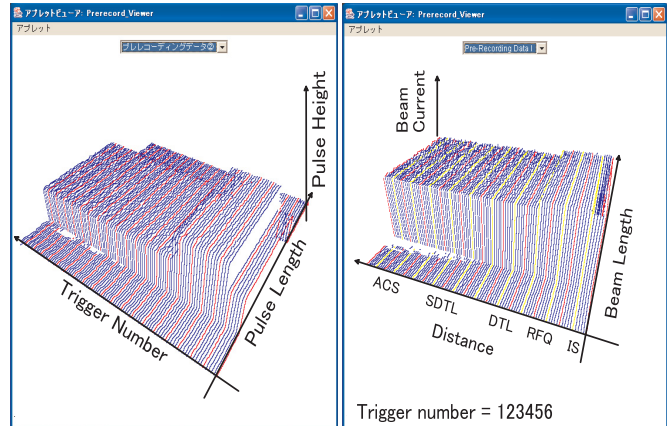 アプレットビューア: Prerecord_Viewer
アプレット
プレレコーディングデータ②
Pulse Height
Pulse Length
Trigger Number
アプレットビューア: Prerecord_Viewer
アプレット
Pre-Recording Data I
Beam
Current
Beam Length
ACS
SDTL
DTL
RFQ
IS
Distance
Trigger number = 123456